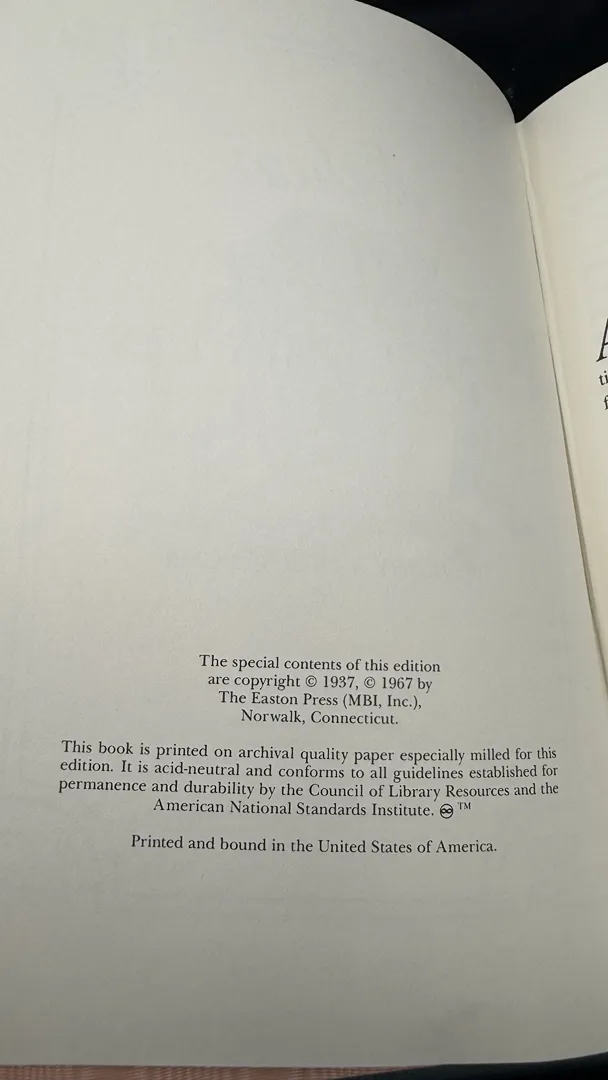 The special contents of this edition
are copyright © 1937, © 1967 by
The Easton Press (MBI, Inc.),
Norwalk, Connecticut.
This book is printed on archival quality paper especially milled for this
edition. It is acid-neutral and conforms to all guidelines established for
permanence and durability by the Council of Library Resources and the
American National Standards Institute. ♾ ™
Printed and bound in the United States of America.
A
ti
f